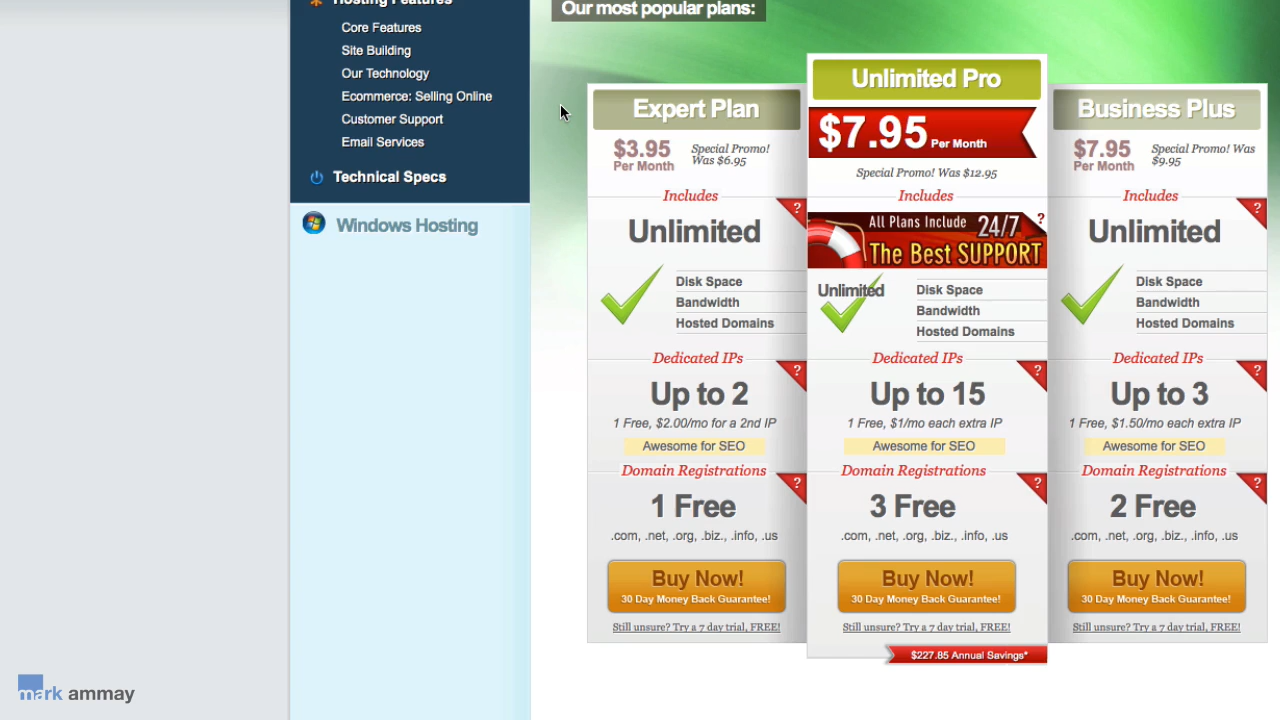 Hosting Features
Core Features
Site Building
Our Technology
Ecommerce: Selling Online
Customer Support
Email Services
Technical Specs
Windows Hosting
Our most popular plans:
Expert Plan
$3.95
Per Month
Special Promo!
Was $6.95
Includes
?
Unlimited
Disk Space
Bandwidth
Hosted Domains
Dedicated IPs
?
Up to 2
1 Free, $2.00/mo for a 2nd IP
Awesome for SEO
Domain Registrations
?
1 Free
.com, .net, .org, .biz., .info, .us
Buy Now!
30 Day Money Back Guarantee!
Still unsure? Try a 7 day trial, FREE!
Unlimited Pro
$7.95 Per Month
Special Promo! Was $12.95
Includes
?
All Plans Include 24/7
The Best SUPPORT
Unlimited
Disk Space
Bandwidth
Hosted Domains
Dedicated IPs
?
Up to 15
1 Free, $1/mo each extra IP
Awesome for SEO
Domain Registrations
?
3 Free
.com, .net, .org, .biz., .info, .us
Buy Now!
30 Day Money Back Guarantee!
Still unsure? Try a 7 day trial, FREE!
$227.85 Annual Savings*
Business Plus
$7.95
Per Month
Special Promo! Was
$9.95
Includes
?
Unlimited
Disk Space
Bandwidth
Hosted Domains
Dedicated IPs
?
Up to 3
1 Free, $1.50/mo each extra IP
Awesome for SEO
Domain Registrations
?
2 Free
.com, .net, .org, .biz., .info, .us
Buy Now!
30 Day Money Back Guarantee!
Still unsure? Try a 7 day trial, FREE!
mark ammay